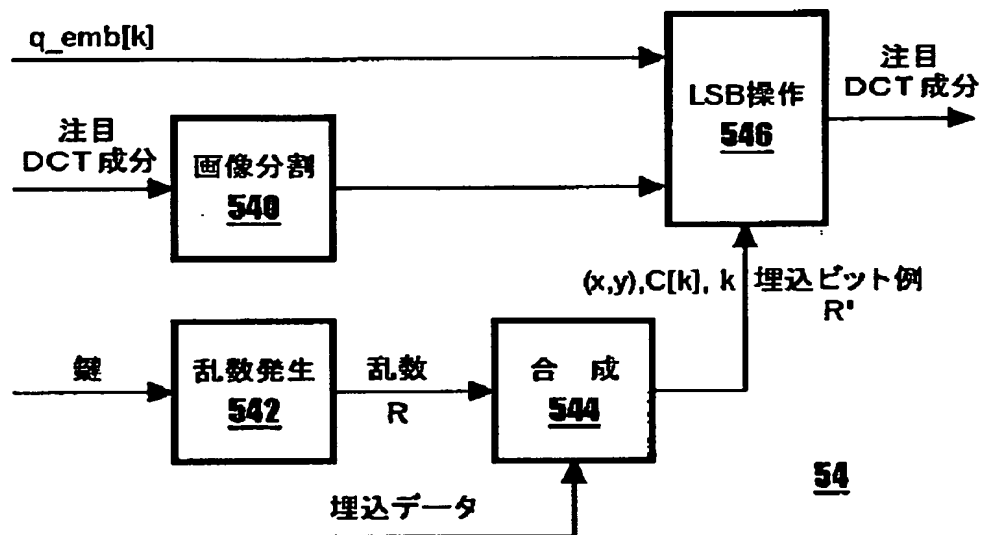 q_emb[k]
注目
DCT成分
画像分割
540
LSB操作
546
注目
DCT成分
(x,y),C[k], k 埋込ビット例
R'
鍵
乱数発生
542
乱数
R
合 成
544
埋込データ
54